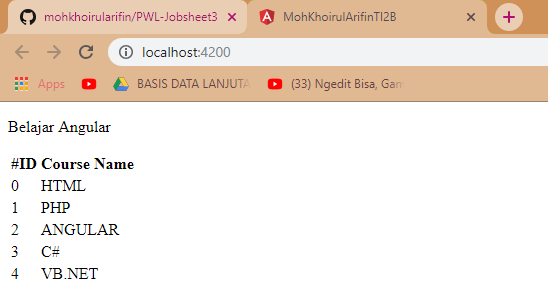 mohkhoirularifin/PWL-Jobsheet3
MohKhoirulArifinTI2B
localhost:4200
Apps
BASIS DATA LANJUTA
(33) Ngedit Bisa, Gam
Belajar Angular
#ID Course Name
0 HTML
1 PHP
2 ANGULAR
3 C#
4 VB.NET